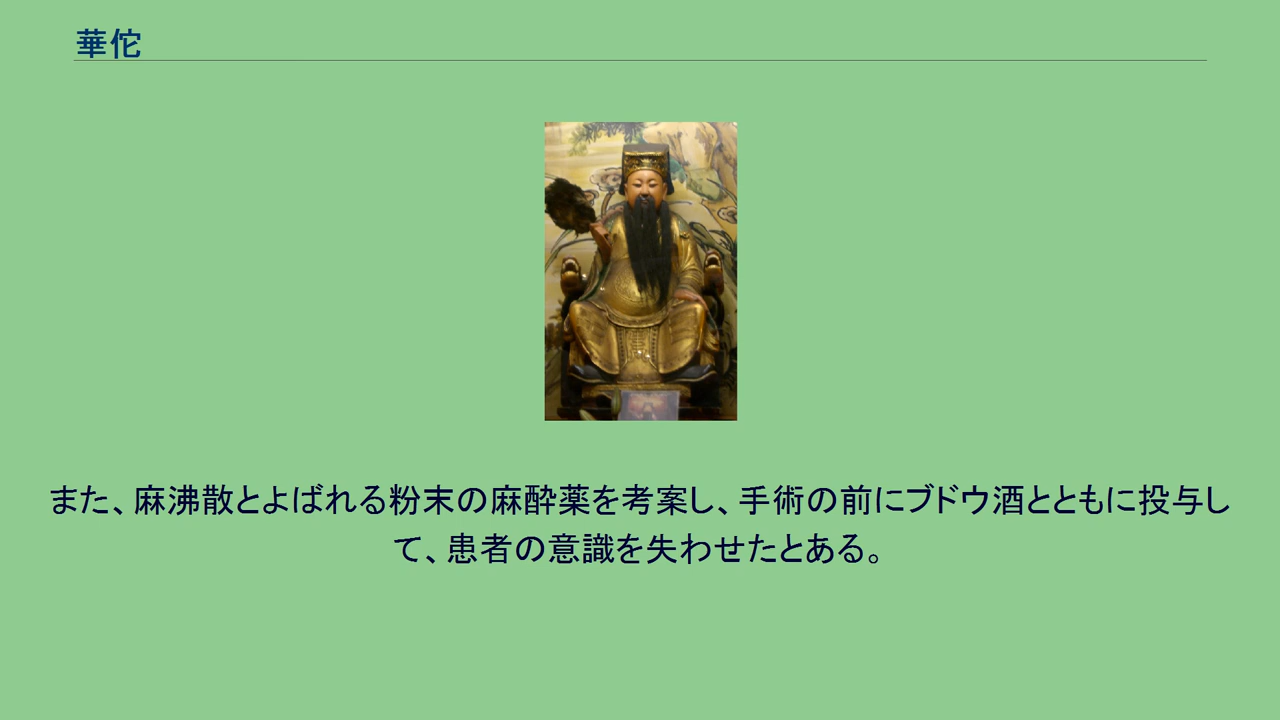 華佗
また、麻沸散とよばれる粉末の麻酔薬を考案し、手術の前にブドウ酒とともに投与し
て、患者の意識を失わせたとある。